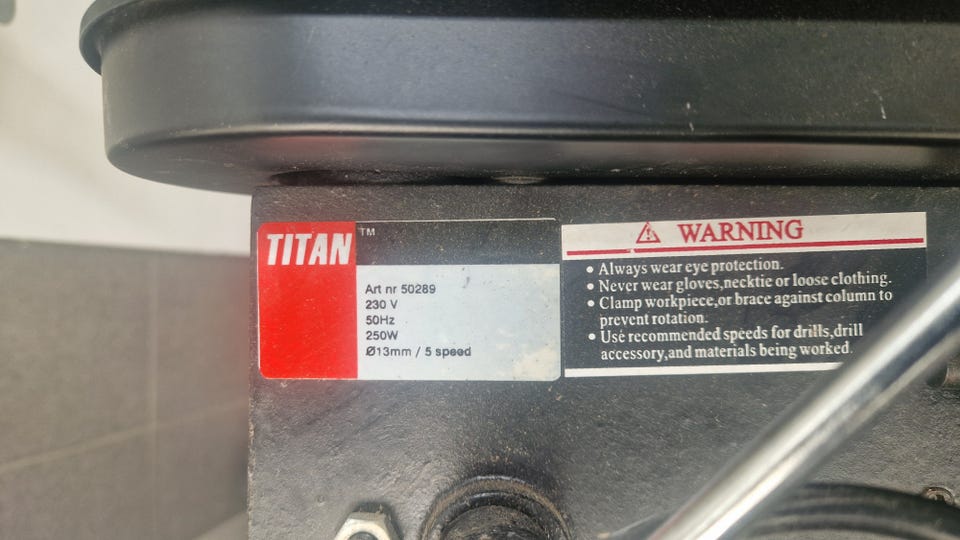 TITAN™
Art nr 50289
230 V
50Hz
250W
Ø13mm / 5 speed
WARNING
• Always wear eye protection.
• Never wear gloves,necktie or loose clothing.
• Clamp workpiece,or brace against column to
prevent rotation.
• Use recommended speeds for drills,drill
accessory,and materials being worked.